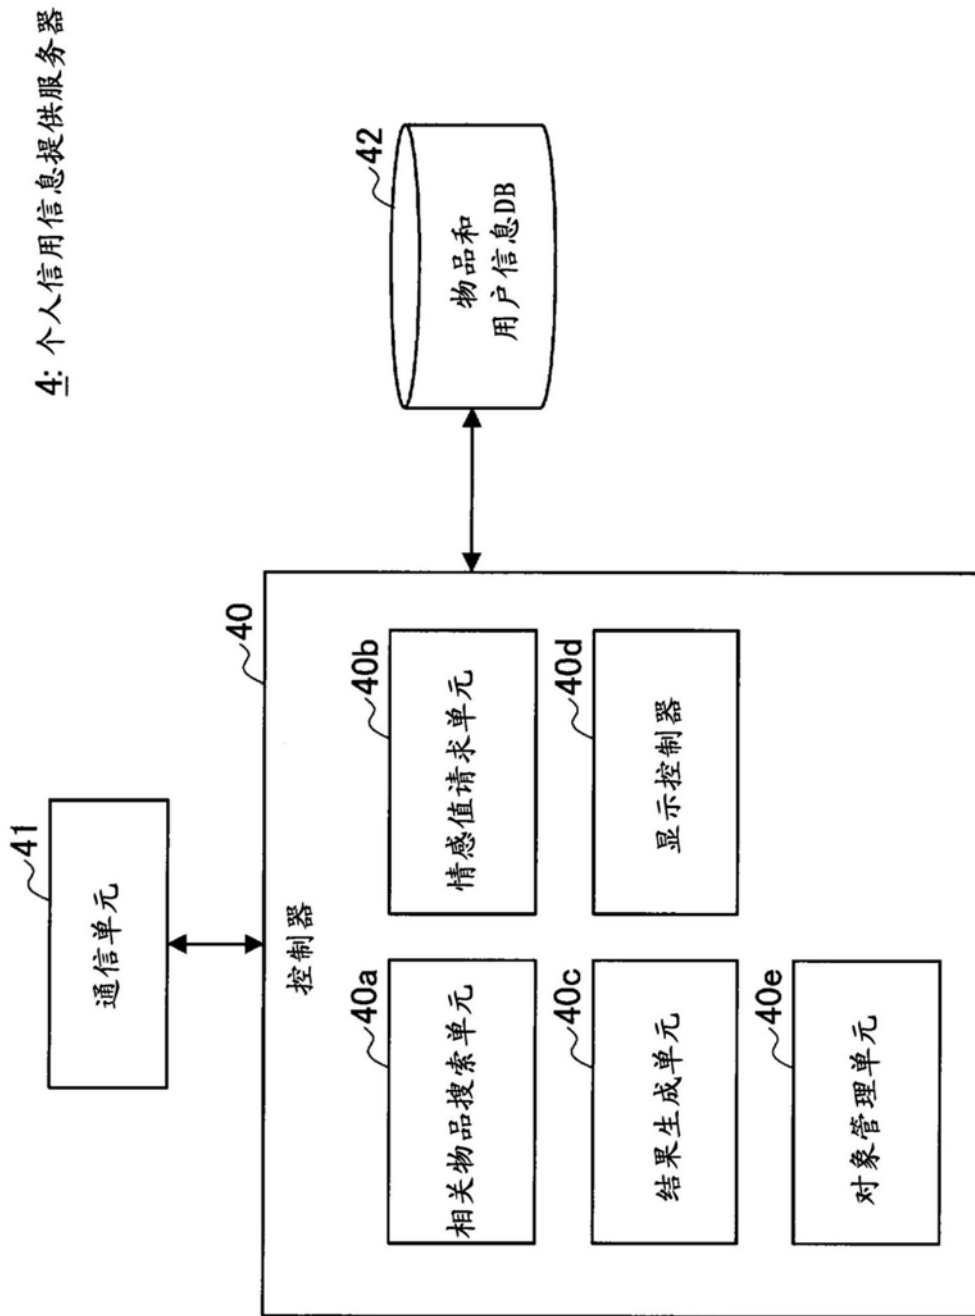 4: 个人信用信息提供服务器
41
通信单元
40
控制器
40a
相关物品搜索单元
40b
情感值请求单元
40c
结果生成单元
40d
显示控制器
40e
对象管理单元
42
物品和
用户信息DB